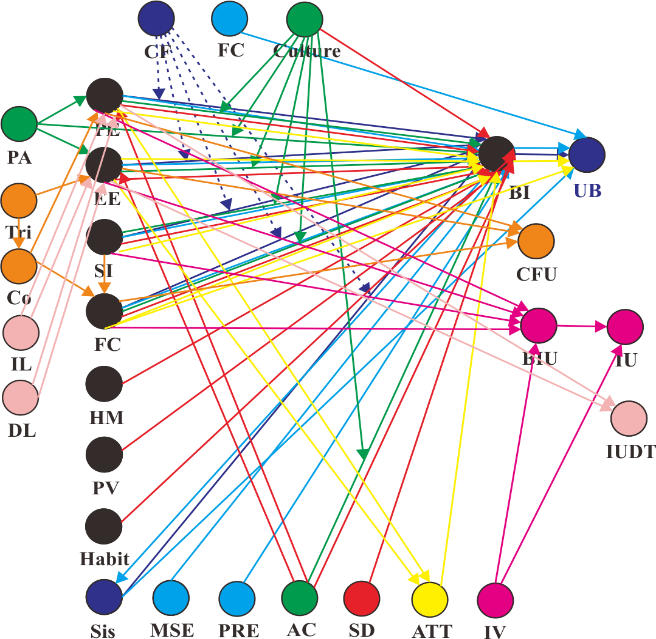 CF
FC
Culture
PE
PA
EE
BI
UB
Tri
SI
CFU
Co
FC
BIU
IU
IL
HM
DL
IUDT
PV
Habit
Sis
MSE
PRE
AC
SD
ATT
IV